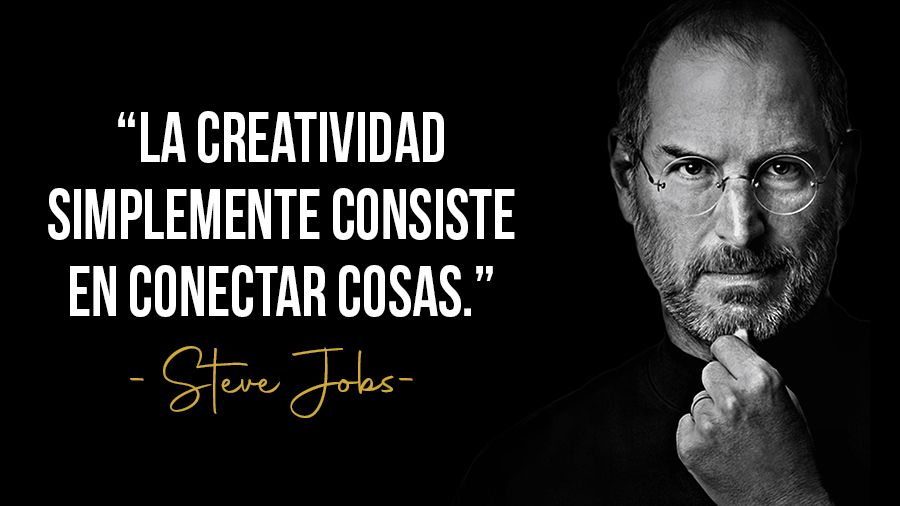 “LA CREATIVIDAD
SIMPLEMENTE CONSISTE
EN CONECTAR COSAS.”
- Steve Jobs-